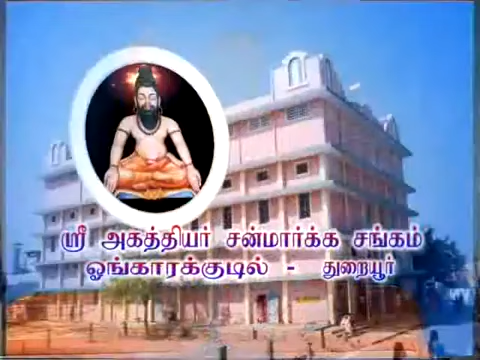 ஸ்ரீ அகத்தியர் சன்மார்க்க சங்கம்
ஓங்காரக்குடில் - துறையூர்